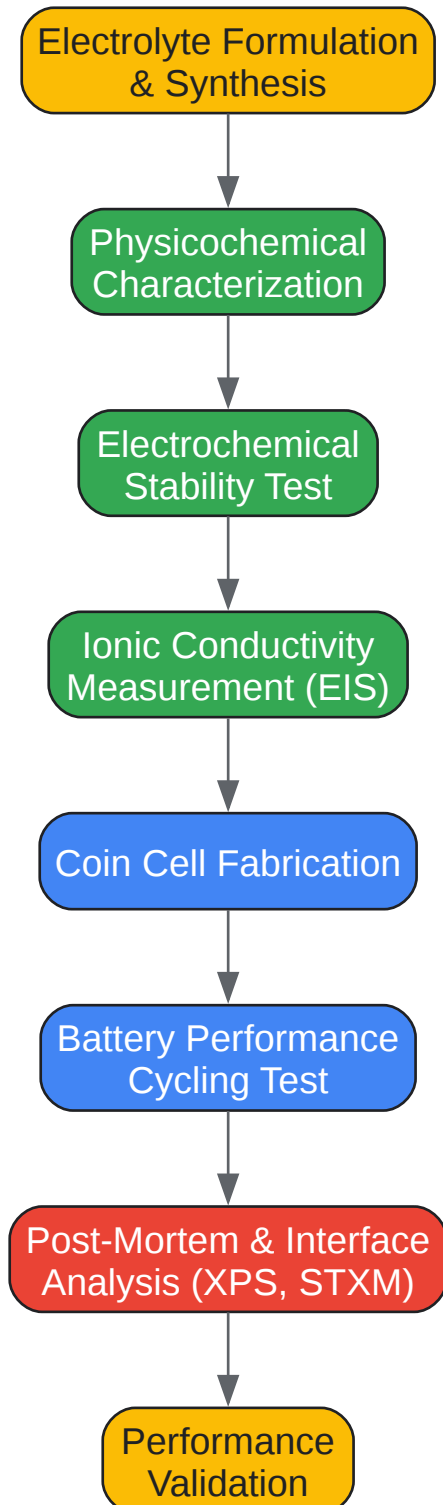 Electrolyte Formulation
& Synthesis
Physicochemical
Characterization
Electrochemical
Stability Test
Ionic Conductivity
Measurement (EIS)
Coin Cell Fabrication
Battery Performance
Cycling Test
Post-Mortem & Interface
Analysis (XPS, STXM)
Performance
Validation